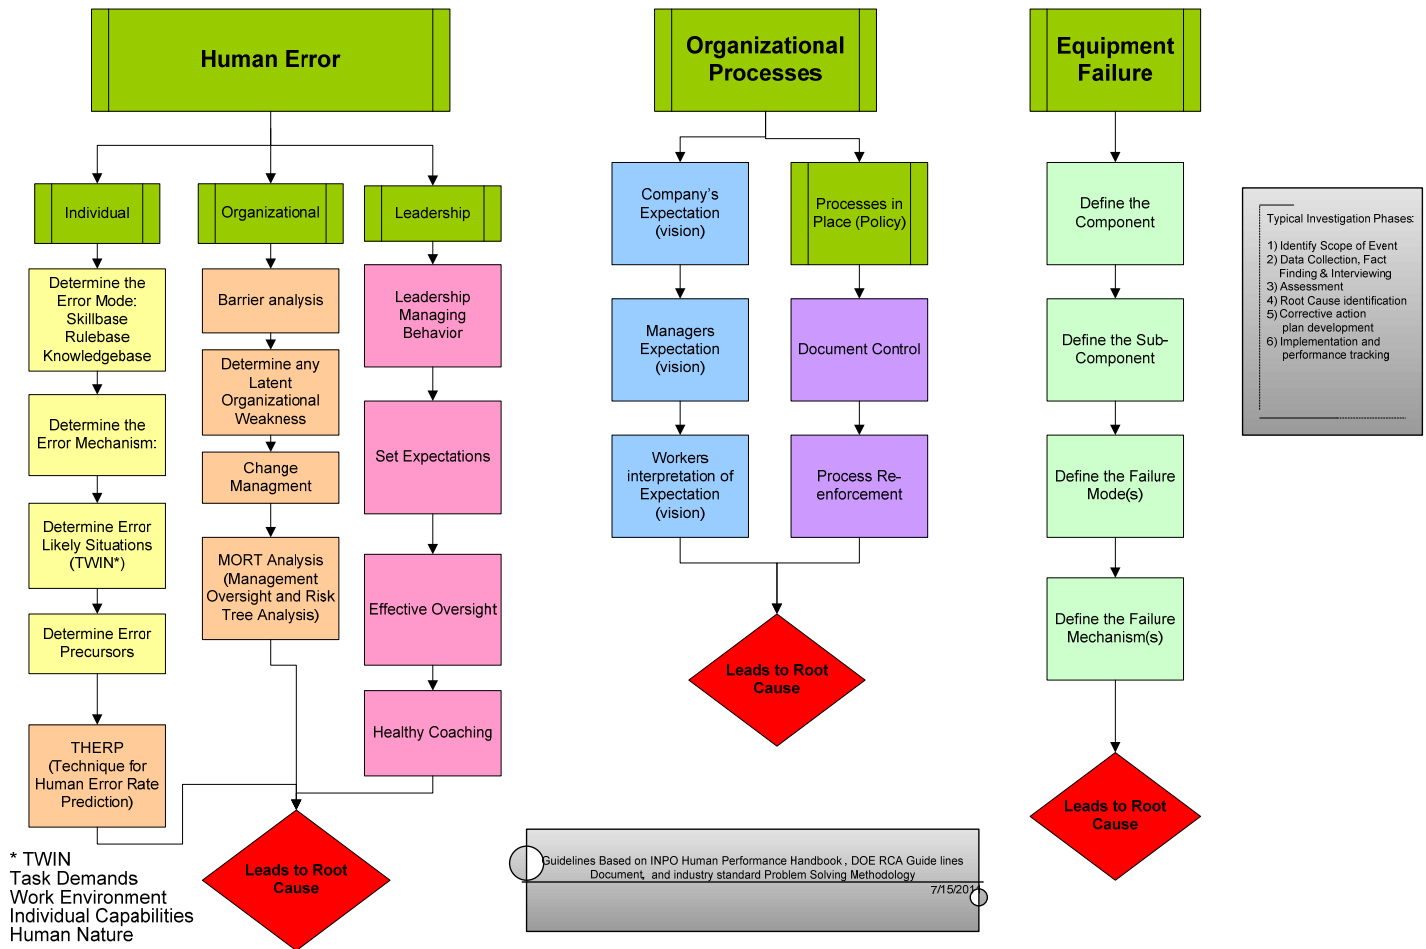 Human Error
Individual
Determine the
Error Mode:
Skillbase
Rulebase
Knowledgebase
Determine the
Error Mechanism:
Determine Error
Likely Situations
(TWIN*)
Determine Error
Precursors
THERP
(Technique for
Human Error Rate
Prediction)
Organizational
Barrier analysis
Determine any
Latent
Organizational
Weakness
Change
Managment
MORT Analysis
(Management
Oversight and Risk
Tree Analysis)
Leadership
Leadership
Managing
Behavior
Set Expectations
Effective Oversight
Healthy Coaching
Leads to Root
Cause
* TWIN
Task Demands
Work Environment
Individual Capabilities
Human Nature
Organizational
Processes
Company's
Expectation
(vision)
Managers
Expectation
(vision)
Workers
interpretation of
Expectation
(vision)
Processes in
Place (Policy)
Document Control
Process Re-
enforcement
Leads to Root
Cause
Equipment
Failure
Define the
Component
Define the Sub-
Component
Define the Failure
Mode(s)
Define the Failure
Mechanism(s)
Leads to Root
Cause
Typical Investigation Phases:
1) Identify Scope of Event
2) Data Collection, Fact
Finding & Interviewing
3) Assessment
4) Root Cause identification
5) Corrective action
plan development
6) Implementation and
performance tracking
Guidelines Based on INPO Human Performance Handbook , DOE RCA Guide lines
Document, and industry standard Problem Solving Methodology